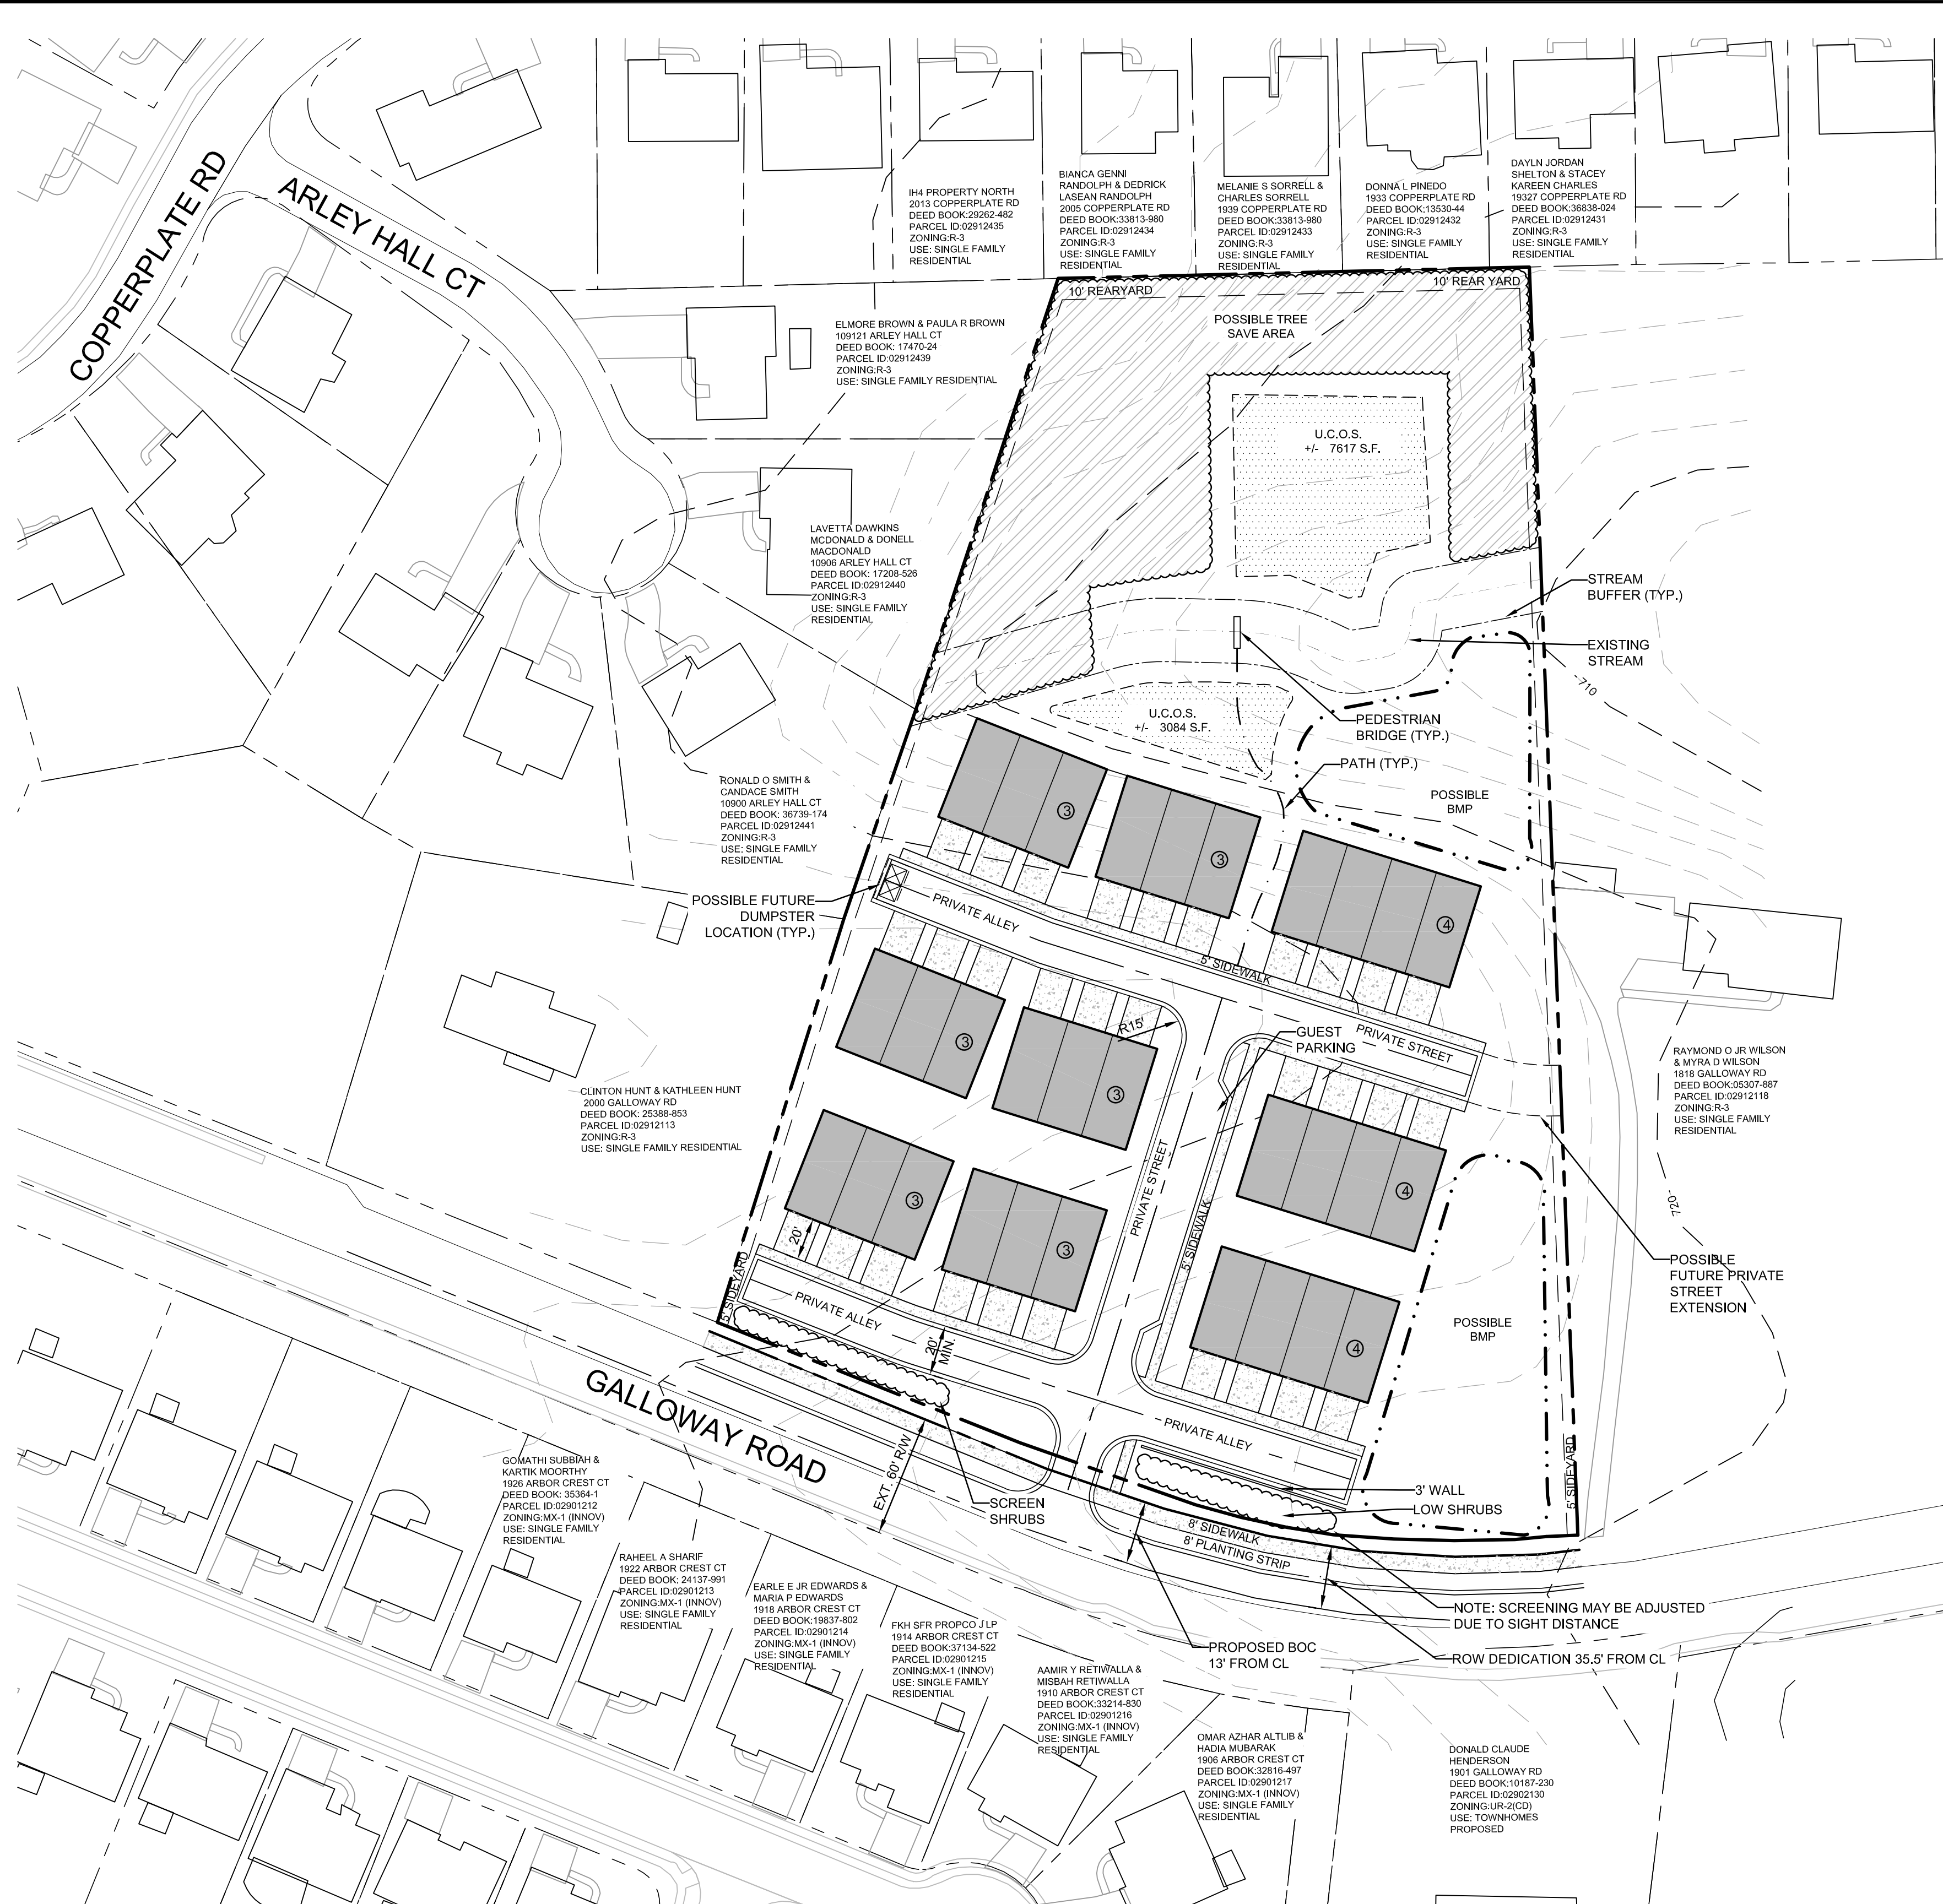 COPPERPLATE RD
ARLEY HALL CT
IH4 PROPERTY NORTH
2013 COPPERPLATE RD
DEED BOOK:29262-482
PARCEL ID:02912435
ZONING:R-3
USE: SINGLE FAMILY
RESIDENTIAL
BIANCA GENNI
RANDOLPH & DEDRICK
LASEAN RANDOLPH
2005 COPPERPLATE RD
DEED BOOK:33813-980
PARCEL ID:02912434
ZONING:R-3
USE: SINGLE FAMILY
RESIDENTIAL
MELANIE S SORRELL &
CHARLES SORRELL
1939 COPPERPLATE RD
DEED BOOK:33813-980
PARCEL ID:02912433
ZONING:R-3
USE: SINGLE FAMILY
RESIDENTIAL
DONNA L PINEDO
1933 COPPERPLATE RD
DEED BOOK:13530-44
PARCEL ID:02912432
ZONING:R-3
USE: SINGLE FAMILY
RESIDENTIAL
DAYLN JORDAN
SHELTON & STACEY
KAREEN CHARLES
19327 COPPERPLATE RD
DEED BOOK:36838-024
PARCEL ID:02912431
ZONING:R-3
USE: SINGLE FAMILY
RESIDENTIAL
10' REARYARD
10' REAR YARD
POSSIBLE TREE
SAVE AREA
ELMORE BROWN & PAULA R BROWN
109121 ARLEY HALL CT
DEED BOOK: 17470-24
PARCEL ID:02912439
ZONING:R-3
USE: SINGLE FAMILY RESIDENTIAL
U.C.O.S.
+/- 7617 S.F.
LAVETTA DAWKINS
MCDONALD & DONELL
MACDONALD
10906 ARLEY HALL CT
DEED BOOK: 17208-526
PARCEL ID:02912440
ZONING:R-3
USE: SINGLE FAMILY
RESIDENTIAL
STREAM
BUFFER (TYP.)
EXISTING
STREAM
710
U.C.O.S.
+/- 3084 S.F.
PEDESTRIAN
BRIDGE (TYP.)
PATH (TYP.)
POSSIBLE
BMP
RONALD O SMITH &
CANDACE SMITH
10900 ARLEY HALL CT
DEED BOOK: 36739-174
PARCEL ID:02912441
ZONING:R-3
USE: SINGLE FAMILY
RESIDENTIAL
3
3
4
POSSIBLE FUTURE
DUMPSTER
LOCATION (TYP.)
PRIVATE ALLEY
5' SIDEWALK
3
3
R15'
GUEST
PARKING
PRIVATE STREET
RAYMOND O JR WILSON
& MYRA D WILSON
1818 GALLOWAY RD
DEED BOOK:05307-887
PARCEL ID:02912118
ZONING:R-3
USE: SINGLE FAMILY
RESIDENTIAL
CLINTON HUNT & KATHLEEN HUNT
2000 GALLOWAY RD
DEED BOOK: 25388-853
PARCEL ID:02912113
ZONING:R-3
USE: SINGLE FAMILY RESIDENTIAL
PRIVATE STREET
5' SIDEWALK
3
3
4
4
720
20'
POSSIBLE
FUTURE PRIVATE
STREET
EXTENSION
5' SIDEYARD
PRIVATE ALLEY
20'
MIN.
POSSIBLE
BMP
GALLOWAY ROAD
PRIVATE ALLEY
EXT. 60' R/W
5' SIDEYARD
SCREEN
SHRUBS
3' WALL
LOW SHRUBS
8' SIDEWALK
8' PLANTING STRIP
GOMATHI SUBBIAH &
KARTIK MOORTHY
1926 ARBOR CREST CT
DEED BOOK: 35364-1
PARCEL ID:02901212
ZONING:MX-1 (INNOV)
USE: SINGLE FAMILY
RESIDENTIAL
RAHEEL A SHARIF
1922 ARBOR CREST CT
DEED BOOK: 24137-991
PARCEL ID:02901213
ZONING:MX-1 (INNOV)
USE: SINGLE FAMILY
RESIDENTIAL
EARLE E JR EDWARDS &
MARIA P EDWARDS
1918 ARBOR CREST CT
DEED BOOK:19837-802
PARCEL ID:02901214
ZONING:MX-1 (INNOV)
USE: SINGLE FAMILY
RESIDENTIAL
FKH SFR PROPCO J LP
1914 ARBOR CREST CT
DEED BOOK:37134-522
PARCEL ID:02901215
ZONING:MX-1 (INNOV)
USE: SINGLE FAMILY
RESIDENTIAL
NOTE: SCREENING MAY BE ADJUSTED
DUE TO SIGHT DISTANCE
PROPOSED BOC
13' FROM CL
ROW DEDICATION 35.5' FROM CL
AAMIR Y RETIWALLA &
MISBAH RETIWALLA
1910 ARBOR CREST CT
DEED BOOK:33214-830
PARCEL ID:02901216
ZONING:MX-1 (INNOV)
USE: SINGLE FAMILY
RESIDENTIAL
OMAR AZHAR ALTLIB &
HADIA MUBARAK
1906 ARBOR CREST CT
DEED BOOK:32816-497
PARCEL ID:02901217
ZONING:MX-1 (INNOV)
USE: SINGLE FAMILY
RESIDENTIAL
DONALD CLAUDE
HENDERSON
1901 GALLOWAY RD
DEED BOOK:10187-230
PARCEL ID:02902130
ZONING:UR-2(CD)
USE: TOWNHOMES
PROPOSED